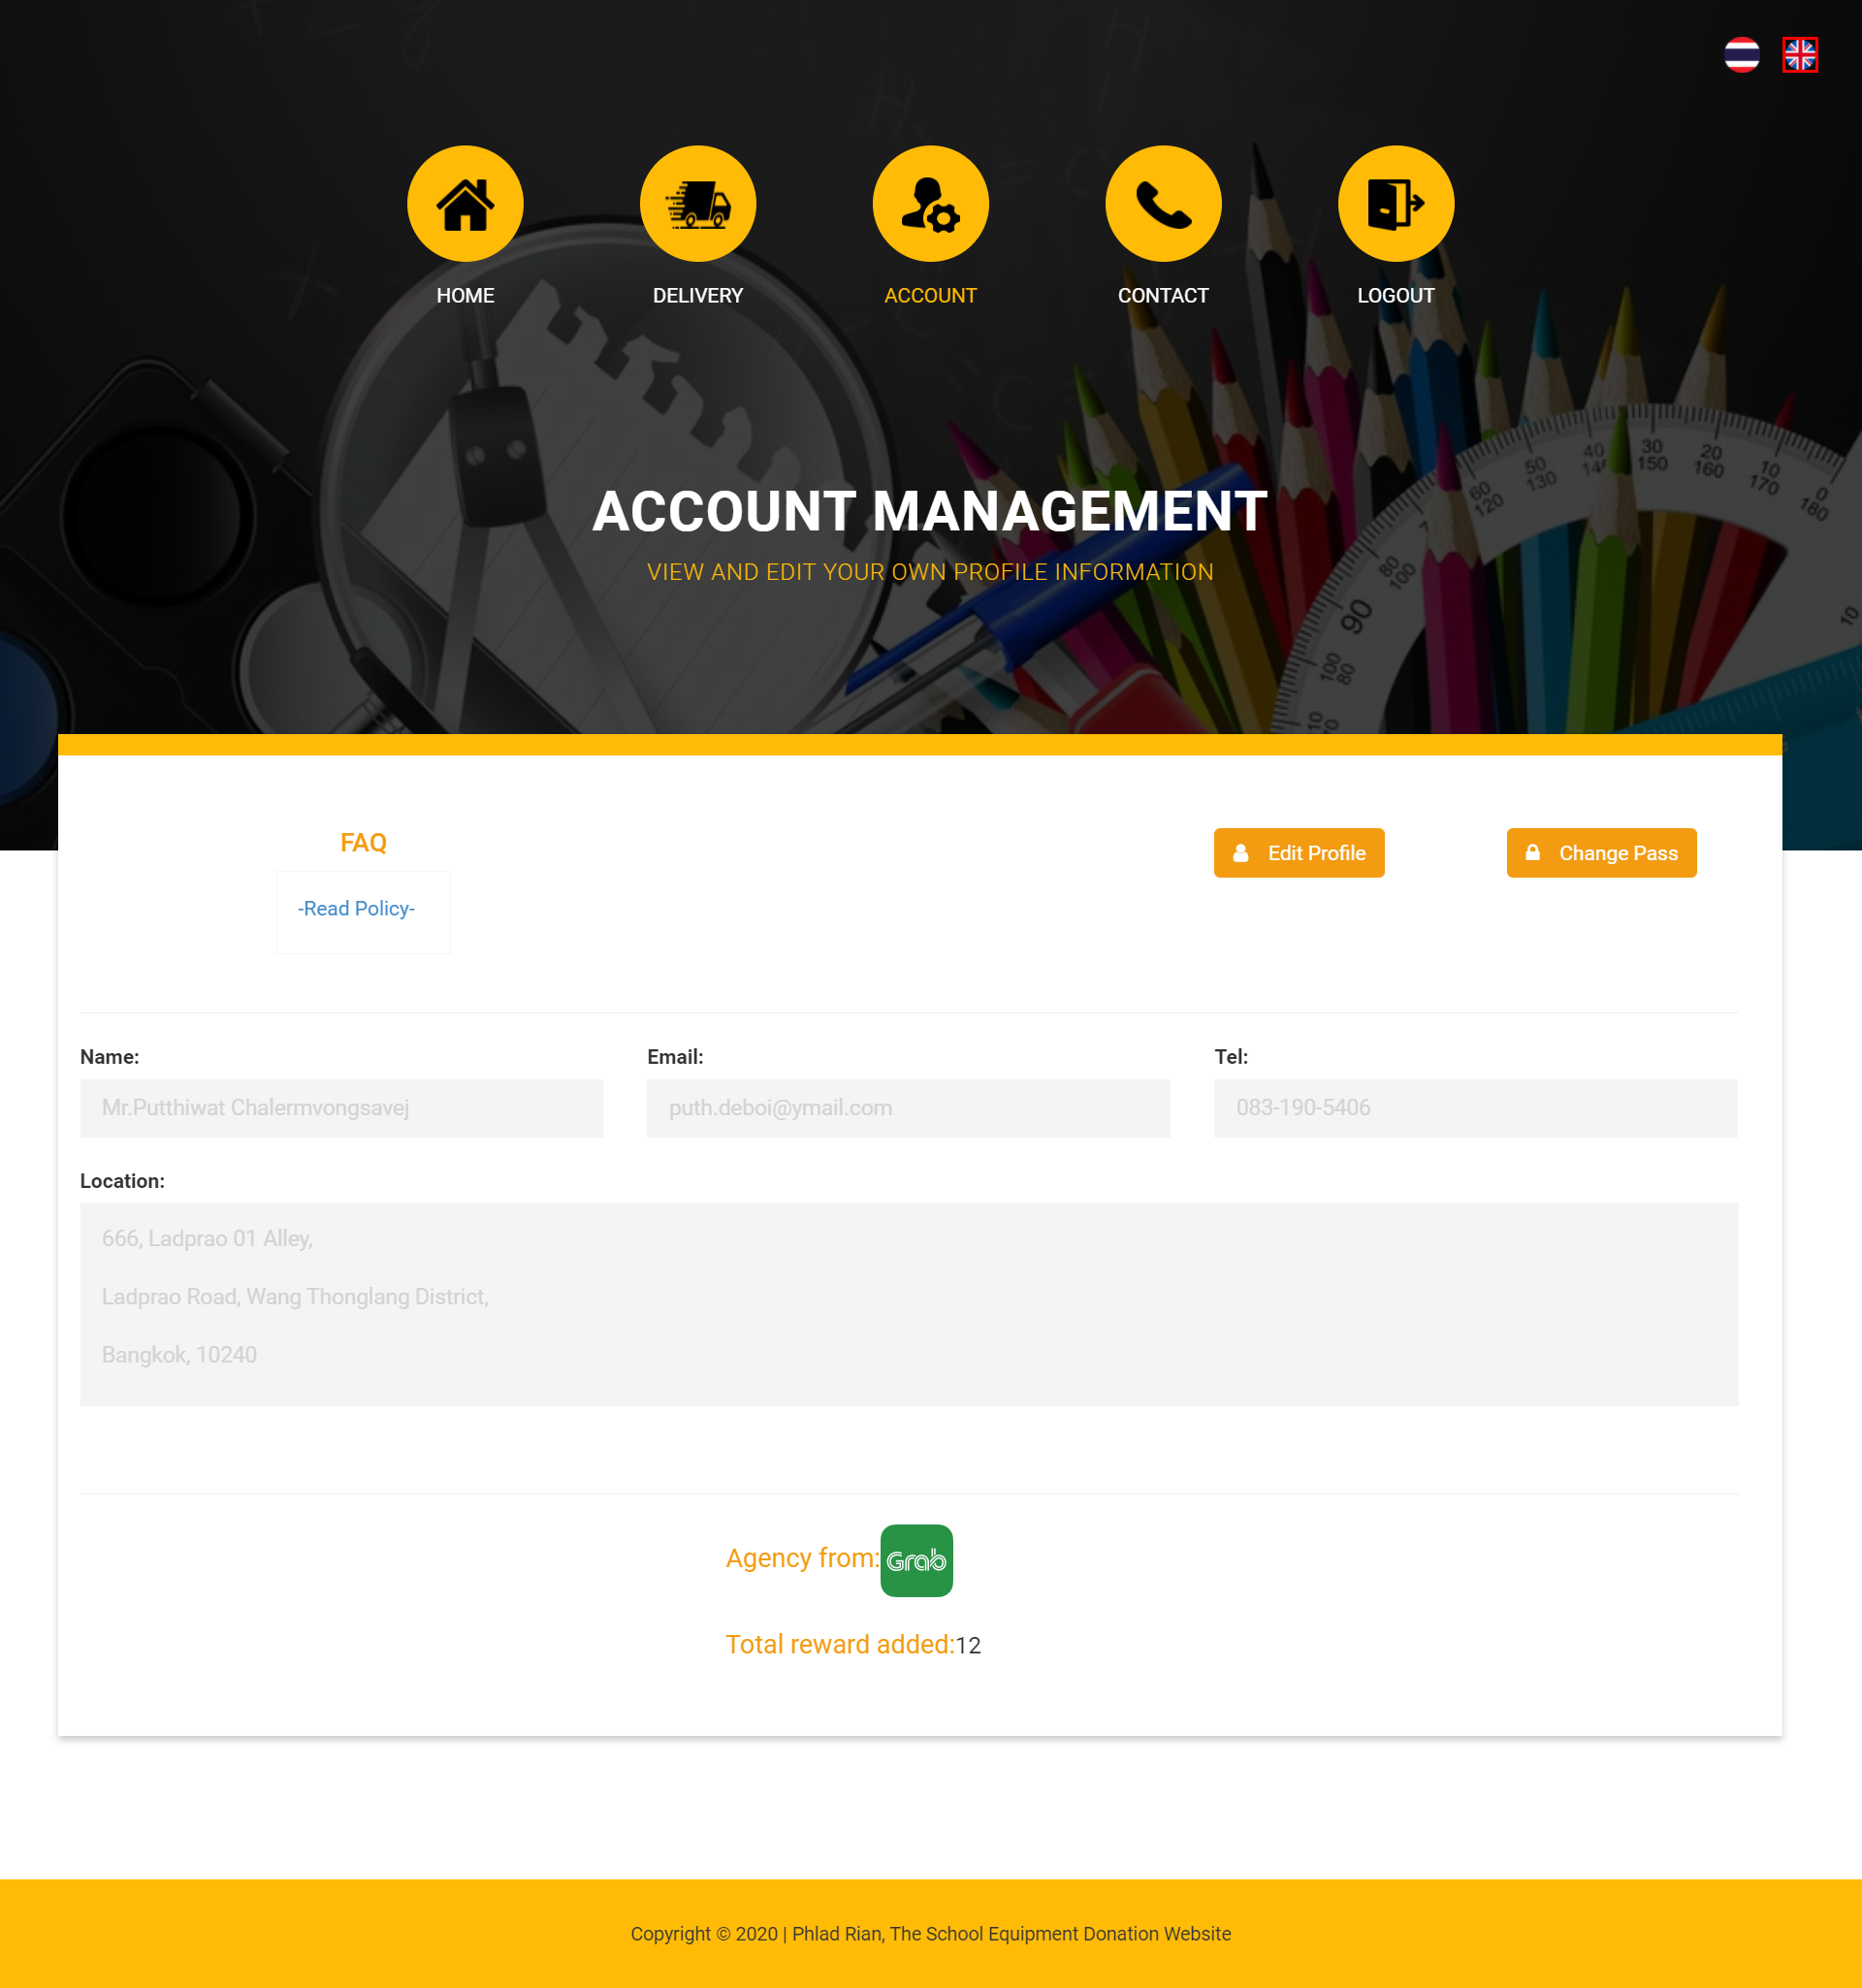 HOME
DELIVERY
ACCOUNT
CONTACT
LOGOUT
ACCOUNT MANAGEMENT
VIEW AND EDIT YOUR OWN PROFILE INFORMATION
FAQ
Edit Profile
Change Pass
-Read Policy-
Name:
Email:
Tel:
Mr.Putthiwat Chalermvongsavej
puth.deboi@ymail.com
083-190-5406
Location:
666, Ladprao 01 Alley,
Ladprao Road, Wang Thonglang District,
Bangkok, 10240
Agency from:
Grab
Total reward added:12
Copyright © 2020 | Phlad Rian, The School Equipment Donation Website